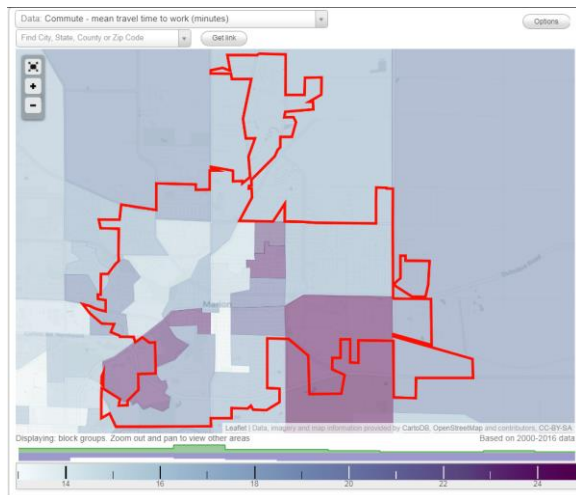 Data: Commute - mean travel time to work (minutes)
Options
Find City, State, County or Zip Code
Get link
+
−
Marion
Leaflet | Data, imagery and map information provided by CartoDB, OpenStreetMap and contributors, CC-BY-SA
Displaying: block groups. Zoom out and pan to view other areas
Based on 2000-2016 data
14 16 18 20 22 24